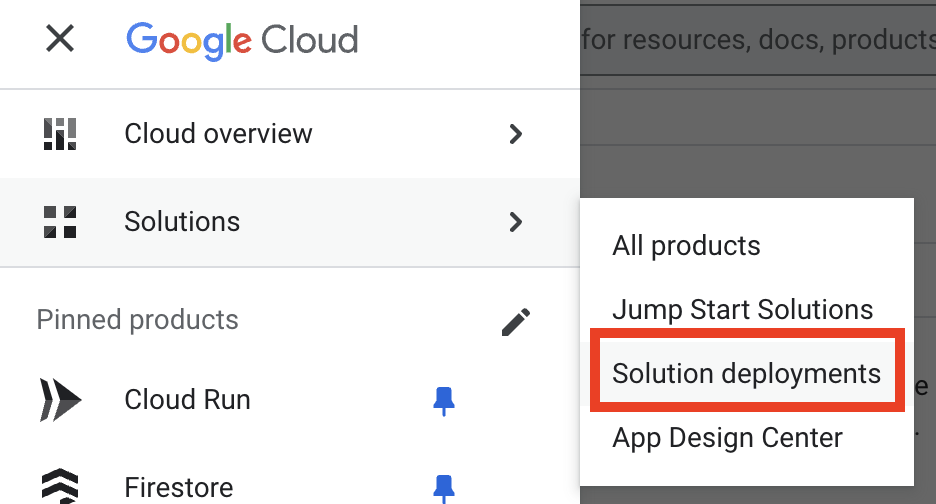 Google Cloud
for resources, docs, products
Cloud overview
Solutions
All products
Jump Start Solutions
Solution deployments
App Design Center
Pinned products
Cloud Run
Firestore